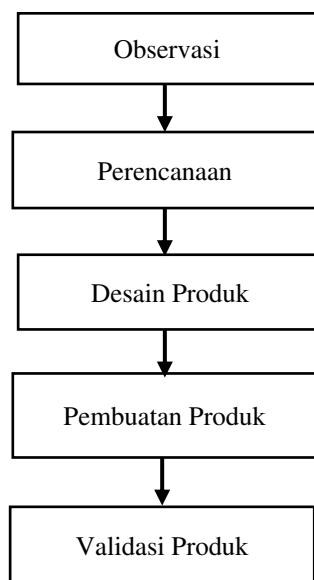 Observasi
Perencanaan
Desain Produk
Pembuatan Produk
Validasi Produk